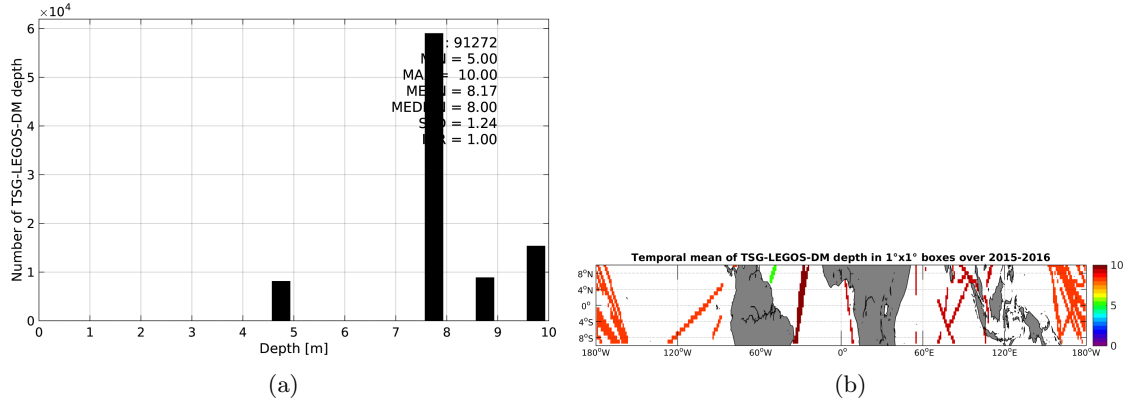 ×10⁴
6
5
4
3
2
1
0
Number of TSG-LEGOS-DM depth
: 91272
= 5.00
= 10.00
= 8.17
= 8.00
= 1.24
= 1.00
0 1 2 3 4 5 6 7 8 9 10
Depth [m]
(a)
Temporal mean of TSG-LEGOS-DM depth in 1°x1° boxes over 2015-2016
8°N
4°N
0°
4°S
8°S
180°W 120°W 60°W 0° 60°E 120°E 180°W
10
5
0
(b)